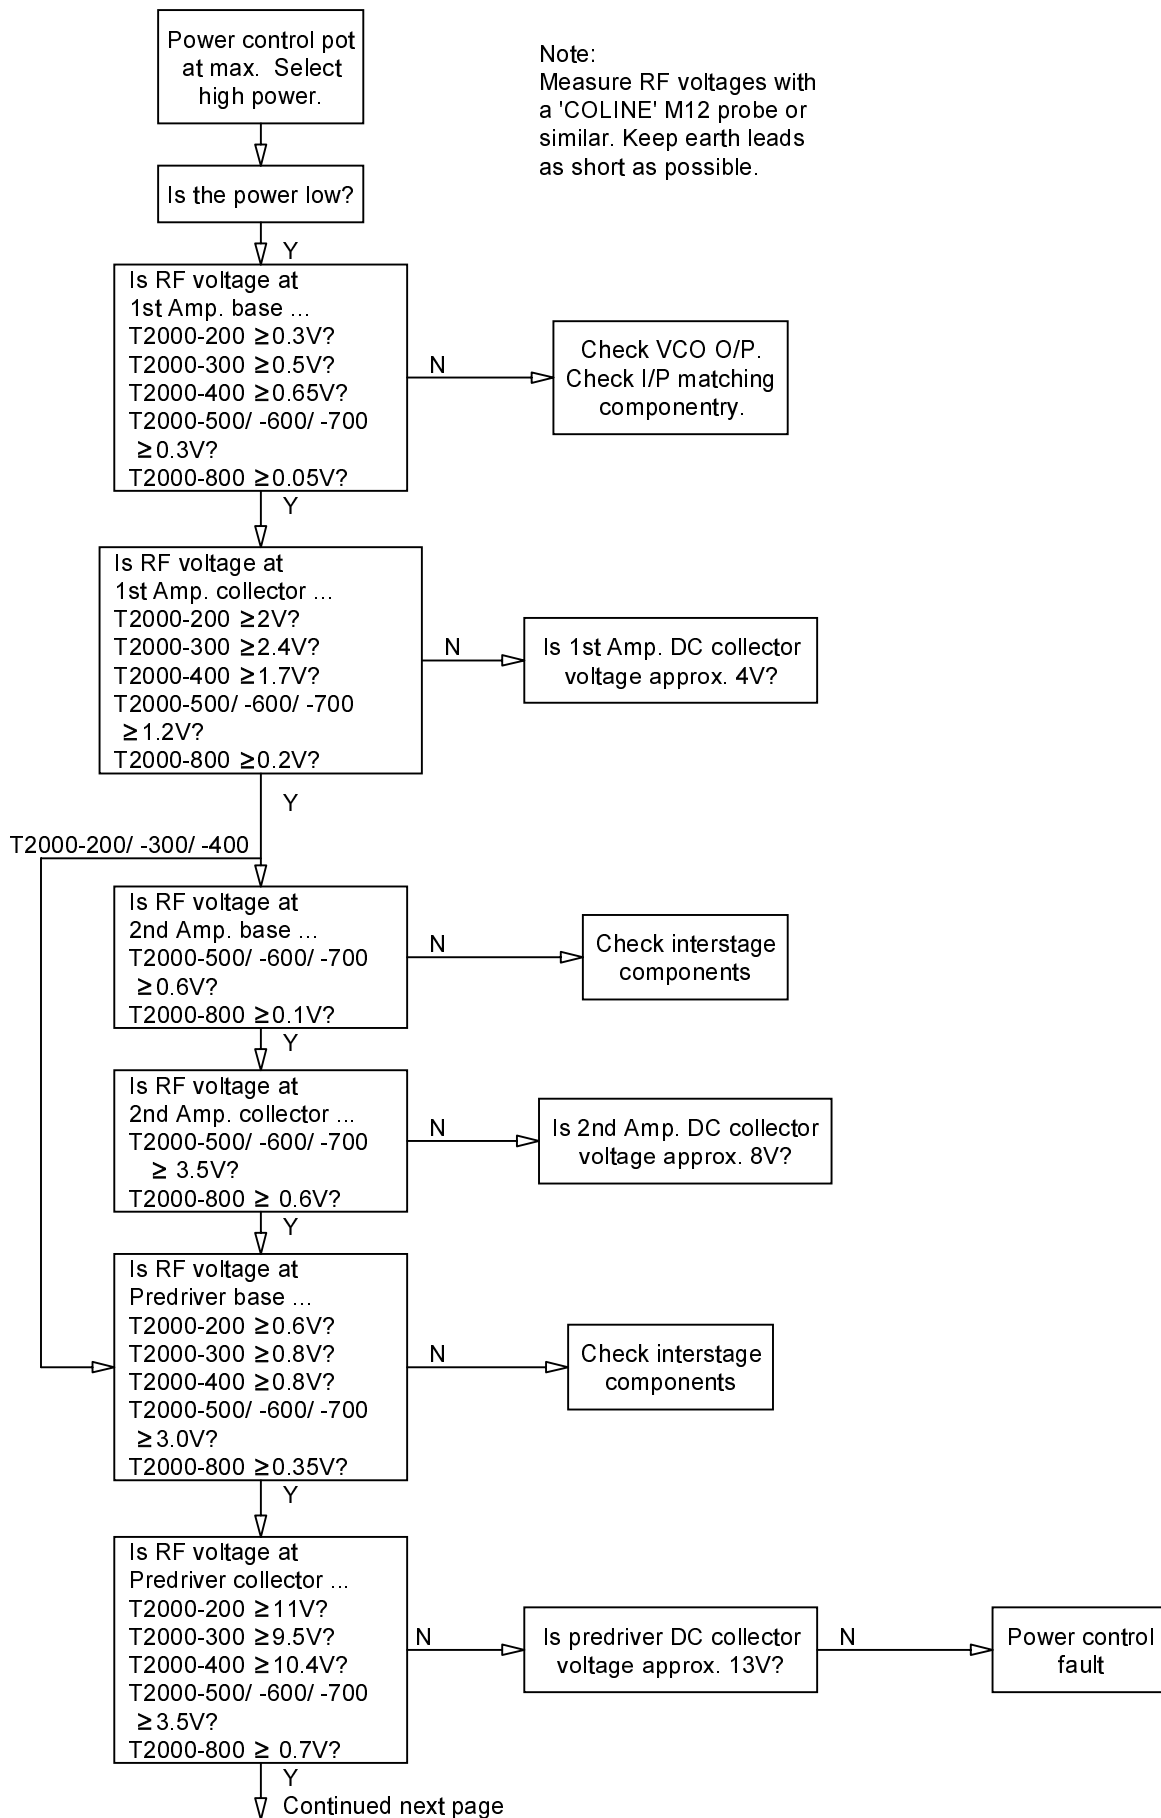 Power control pot
at max.  Select
high power.
Note:
Measure RF voltages with
a 'COLINE' M12 probe or
similar. Keep earth leads
as short as possible.
Is the power low?
Y
Is RF voltage at
1st Amp. base ...
T2000-200 ≥0.3V?
T2000-300 ≥0.5V?
T2000-400 ≥0.65V?
T2000-500/ -600/ -700
≥0.3V?
T2000-800 ≥0.05V?
N
Check VCO O/P.
Check I/P matching
componentry.
Y
Is RF voltage at
1st Amp. collector ...
T2000-200 ≥2V?
T2000-300 ≥2.4V?
T2000-400 ≥1.7V?
T2000-500/ -600/ -700
≥1.2V?
T2000-800 ≥0.2V?
N
Is 1st Amp. DC collector
voltage approx. 4V?
Y
T2000-200/ -300/ -400
Is RF voltage at
2nd Amp. base ...
T2000-500/ -600/ -700
≥0.6V?
T2000-800 ≥0.1V?
N
Check interstage
components
Y
Is RF voltage at
2nd Amp. collector ...
T2000-500/ -600/ -700
≥ 3.5V?
T2000-800 ≥ 0.6V?
N
Is 2nd Amp. DC collector
voltage approx. 8V?
Y
Is RF voltage at
Predriver base ...
T2000-200 ≥0.6V?
T2000-300 ≥0.8V?
T2000-400 ≥0.8V?
T2000-500/ -600/ -700
≥3.0V?
T2000-800 ≥0.35V?
N
Check interstage
components
Y
Is RF voltage at
Predriver collector ...
T2000-200 ≥11V?
T2000-300 ≥9.5V?
T2000-400 ≥10.4V?
T2000-500/ -600/ -700
≥3.5V?
T2000-800 ≥ 0.7V?
N
Is predriver DC collector
voltage approx. 13V?
N
Power control
fault
Y
Continued next page